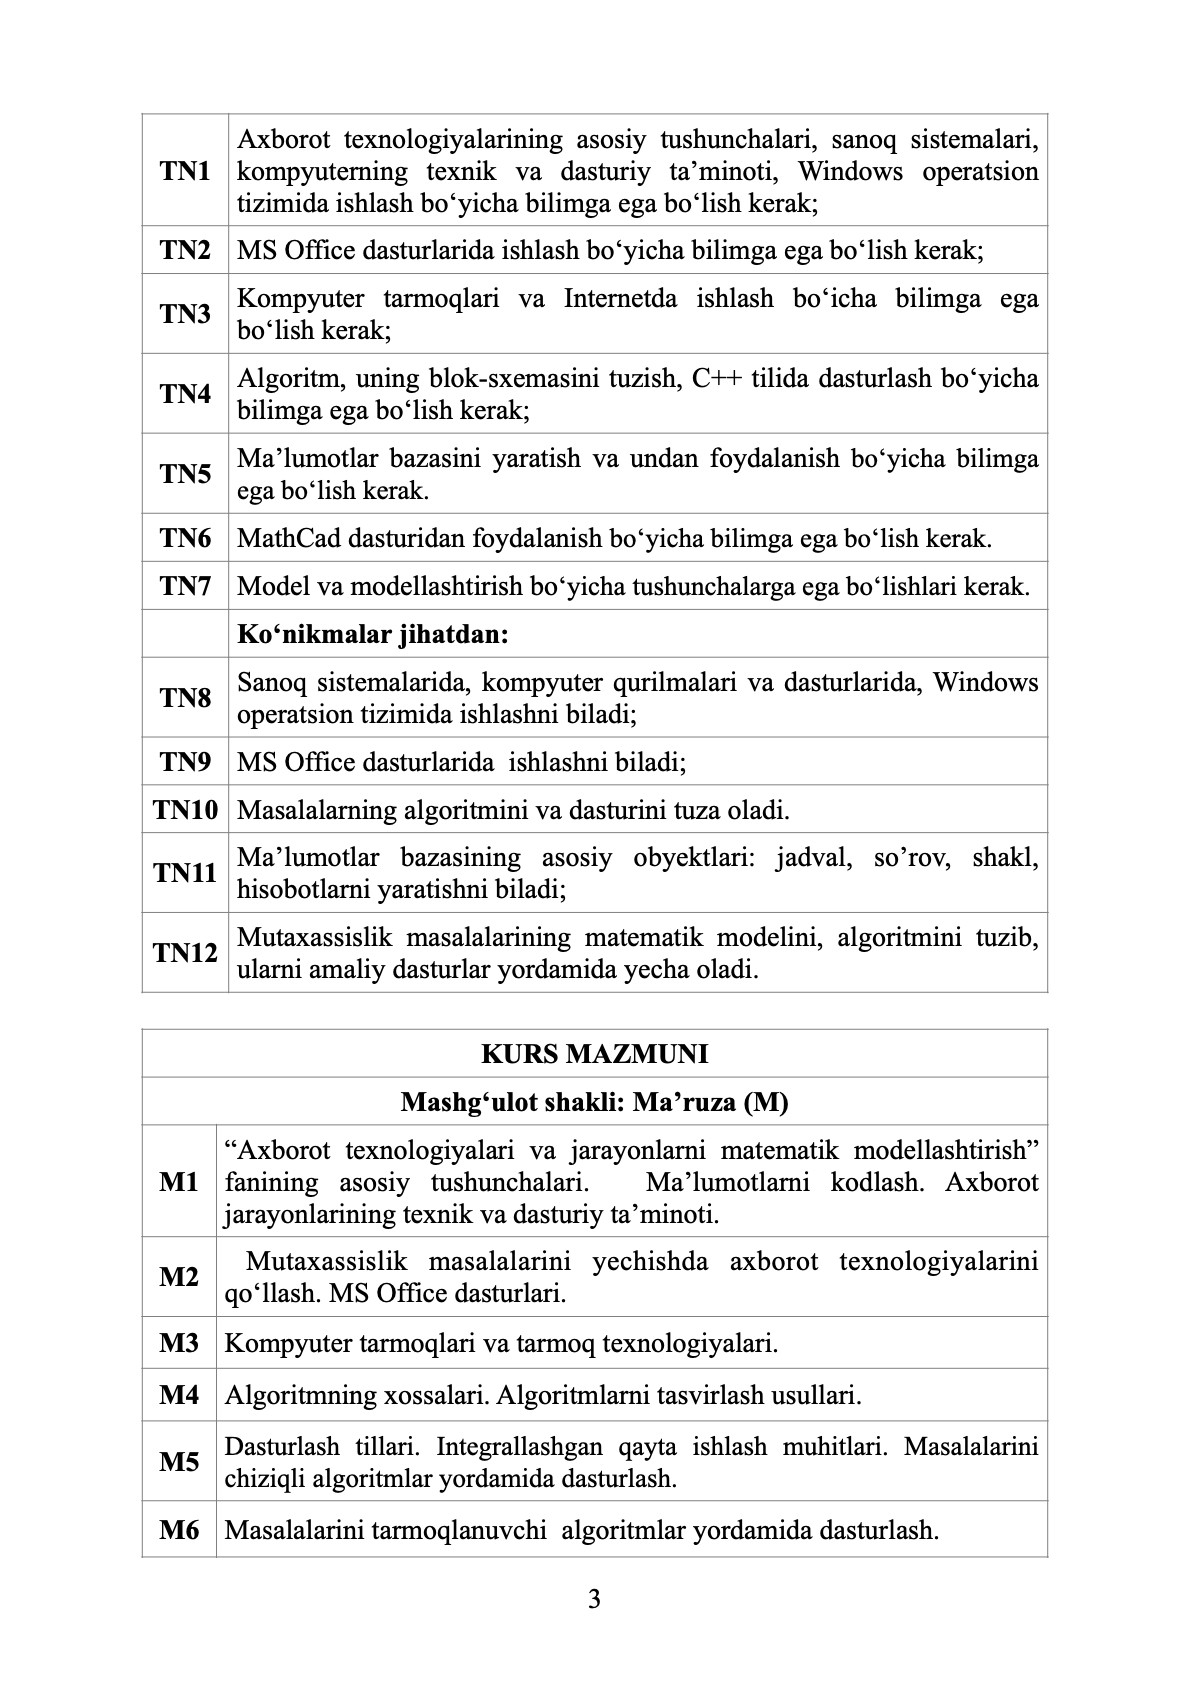 TN1
Axborot texnologiyalarining asosiy tushunchalari, sanoq sistemalari,
kompyuterning texnik va dasturiy ta’minoti, Windows operatsion
tizimida ishlash bo‘yicha bilimga ega bo‘lish kerak;
TN2
MS Office dasturlarida ishlash bo‘yicha bilimga ega bo‘lish kerak;
TN3
Kompyuter tarmoqlari va Internetda ishlash bo‘icha bilimga ega
bo‘lish kerak;
TN4
Algoritm, uning blok-sxemasini tuzish, C++ tilida dasturlash bo‘yicha
bilimga ega bo‘lish kerak;
TN5
Ma’lumotlar bazasini yaratish va undan foydalanish bo‘yicha bilimga
ega bo‘lish kerak.
TN6
MathCad dasturidan foydalanish bo‘yicha bilimga ega bo‘lish kerak.
TN7
Model va modellashtirish bo‘yicha tushunchalarga ega bo‘lishlari kerak.
Ko‘nikmalar jihatdan:
TN8
Sanoq sistemalarida, kompyuter qurilmalari va dasturlarida, Windows
operatsion tizimida ishlashni biladi;
TN9
MS Office dasturlarida ishlashni biladi;
TN10
Masalalarning algoritmini va dasturini tuza oladi.
TN11
Ma’lumotlar bazasining asosiy obyektlari: jadval, so’rov, shakl,
hisobotlarni yaratishni biladi;
TN12
Mutaxassislik masalalarining matematik modelini, algoritmini tuzib,
ularni amaliy dasturlar yordamida yecha oladi.
KURS MAZMUNI
Mashg‘ulot shakli: Ma’ruza (M)
M1
“Axborot texnologiyalari va jarayonlarni matematik modellashtirish”
fanining asosiy tushunchalari. Ma’lumotlarni kodlash. Axborot
jarayonlarining texnik va dasturiy ta’minoti.
M2
Mutaxassislik masalalarini yechishda axborot texnologiyalarini
qo‘llash. MS Office dasturlari.
M3
Kompyuter tarmoqlari va tarmoq texnologiyalari.
M4
Algoritmning xossalari. Algoritmlarni tasvirlash usullari.
M5
Dasturlash tillari. Integrallashgan qayta ishlash muhitlari. Masalalarini
chiziqli algoritmlar yordamida dasturlash.
M6
Masalalarini tarmoqlanuvchi algoritmlar yordamida dasturlash.
3